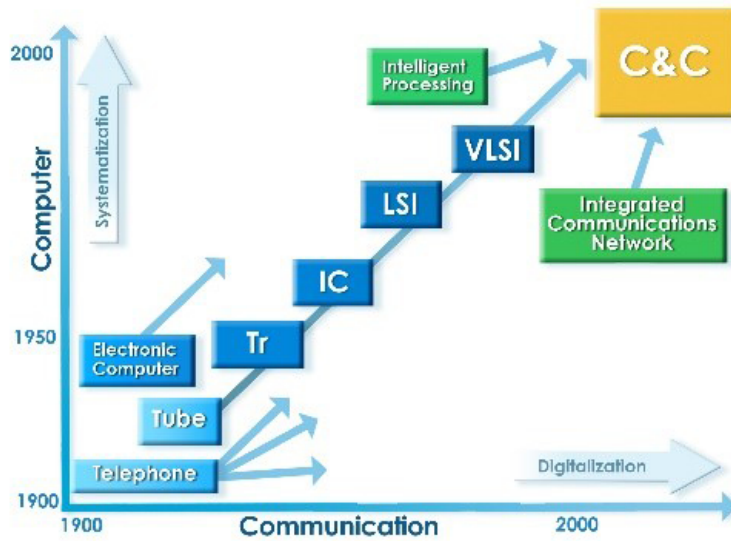 2000
Systematization
Computer
1950
1900
Intelligent
Processing
C&C
VLSI
LSI
Integrated
Communications
Network
IC
Tr
Electronic
Computer
Tube
Telephone
Digitalization
1900
Communication
2000